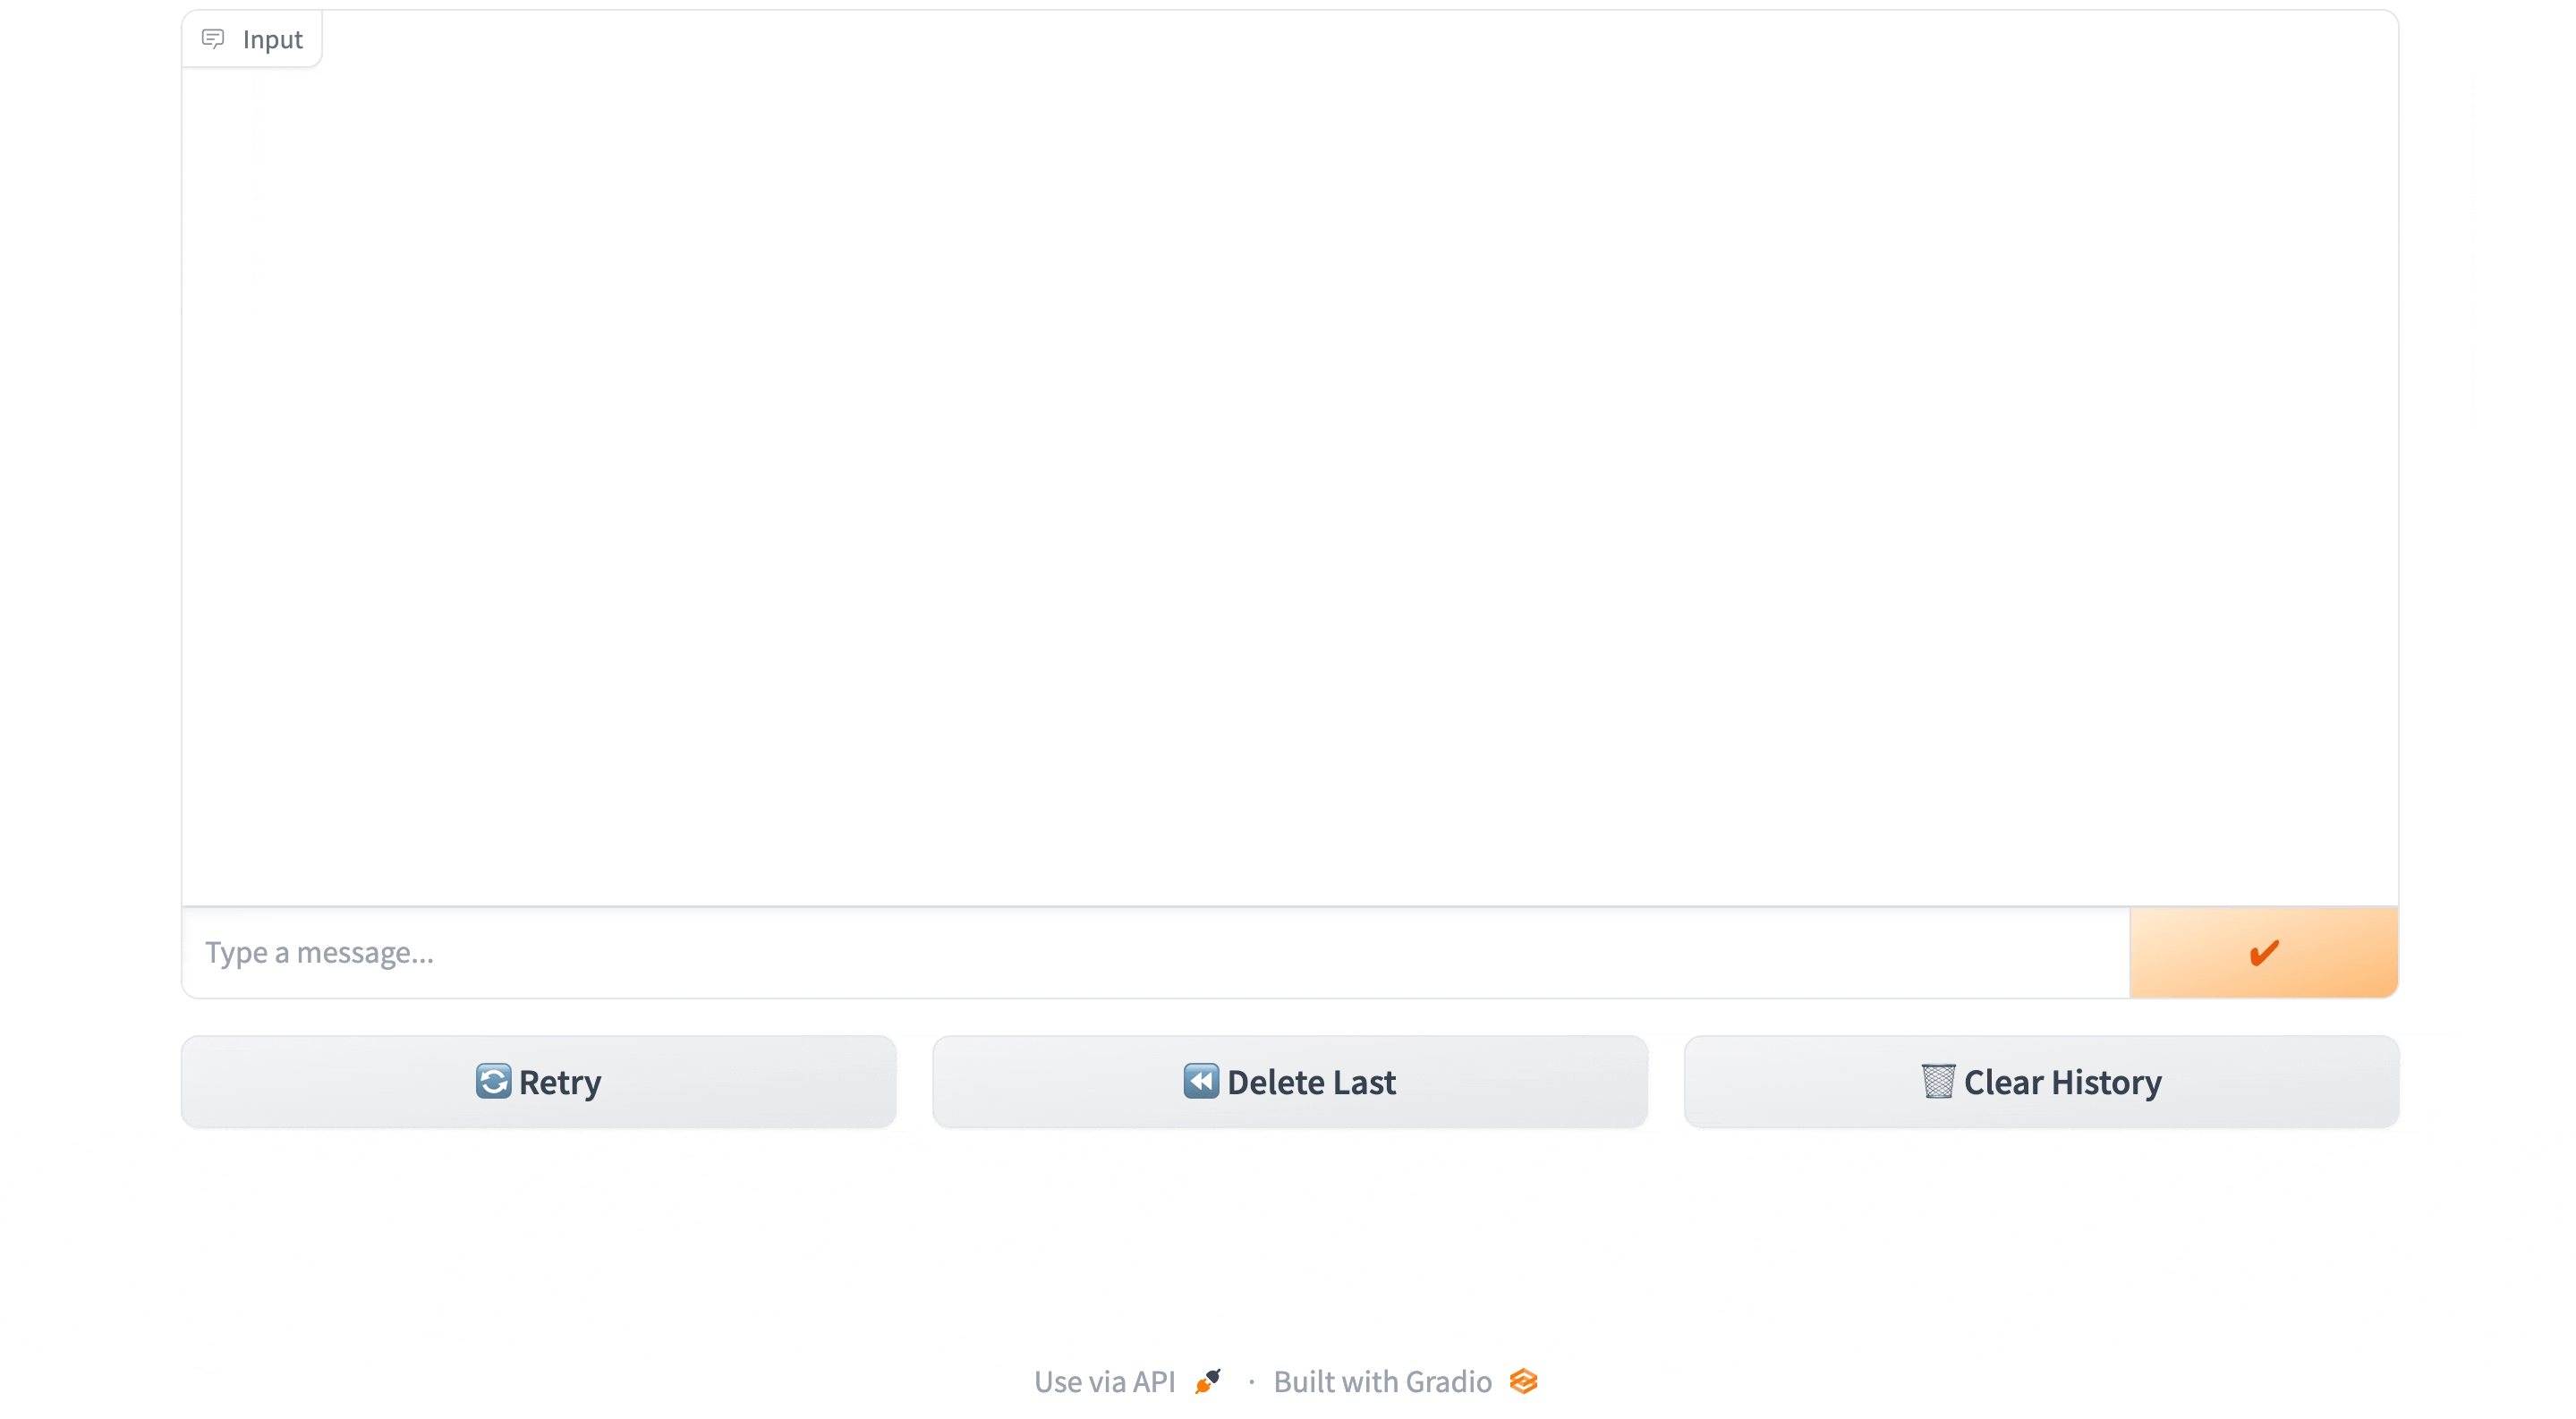 Input
Type a message...
✔
Retry
Delete Last
Clear History
Use via API · Built with Gradio